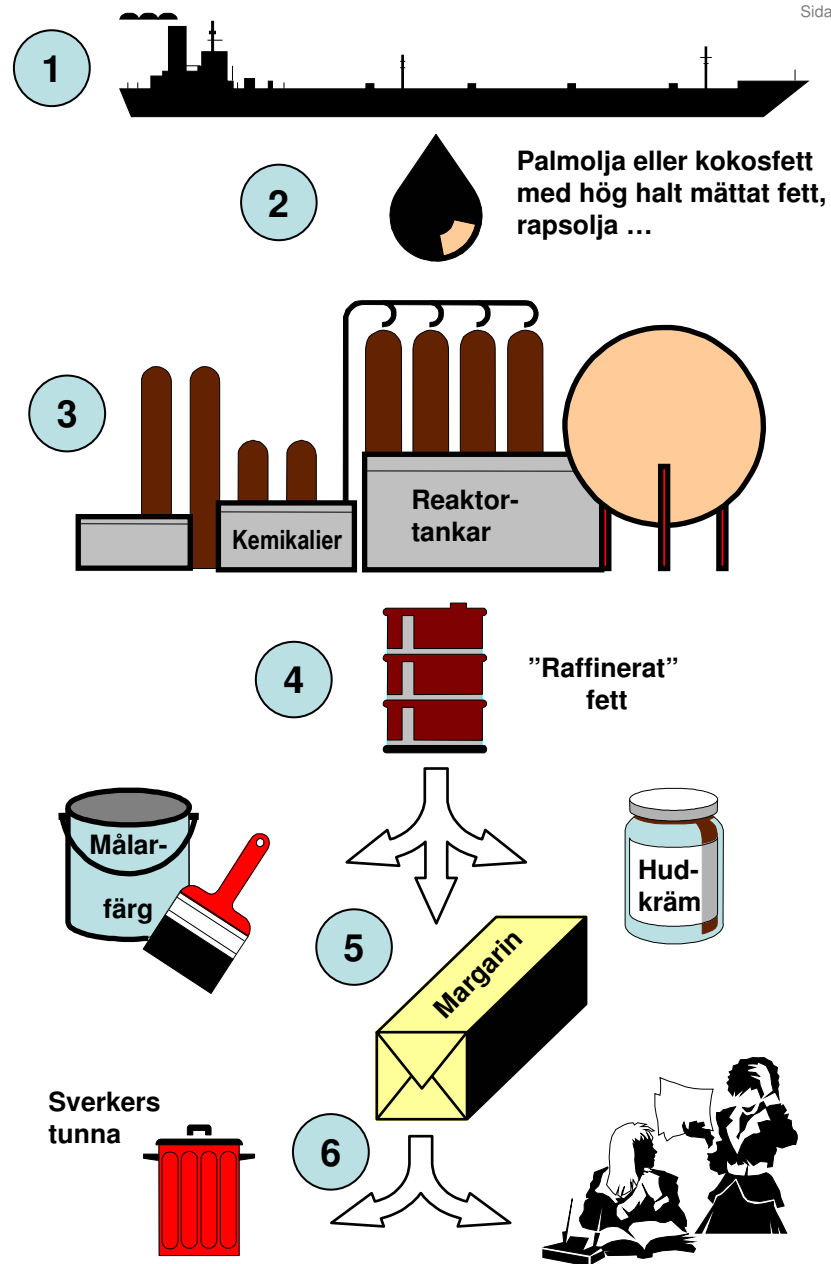 Sida
1
2
Palmolja eller kokosfett
med hög halt mättat fett,
rapsolja …
3
Kemikalier
Reaktor-
tankar
4
”Raffinerat”
fett
Målar-
färg
Hud-
kräm
5
Margarin
Sverkers
tunna
6